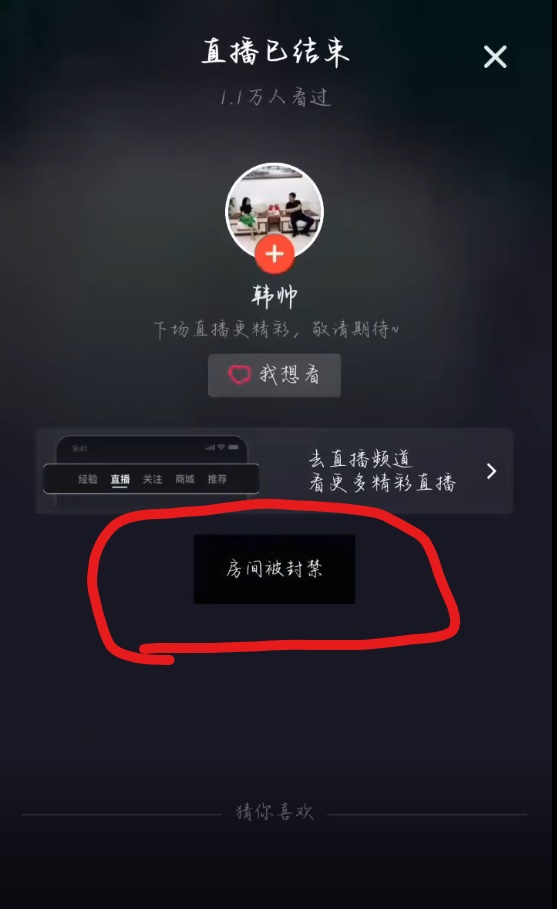 直播已结束
1.1万人看过
韩帅
下场直播更精彩，敬请期待~
我想看
9:41
经验 直播 关注 商城 推荐
去直播频道
看更多精彩直播
房间被封禁
猜你喜欢